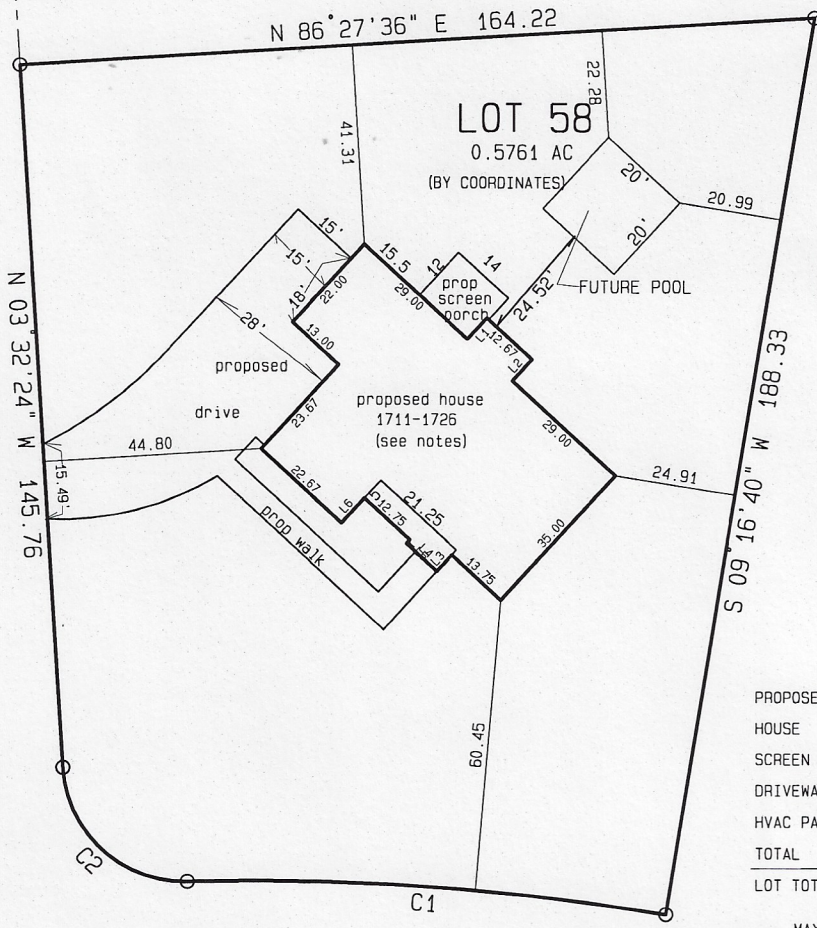 N 86°27'36" E 164.22
LOT 58
0.5761 AC
(BY COORDINATES)
41.31
22.28
20'
20'
20.99
15'
15'
18'
22.00
15.5
29.00
12
14
prop
screen
porch
24.52'
FUTURE POOL
28'
13.00
L1
12.67
L2
proposed
drive
23.67
proposed house
1711-1726
(see notes)
29.00
N 03°32'24" W 145.76
44.80
15.49'
22.67
L6
L5
12.75
21.25
L4
L3
13.75
35.00
24.91
S 09°16'40" W 188.33
prop walk
60.45
C2
C1
PROPOSE
HOUSE
SCREEN
DRIVEWA
HVAC PA
TOTAL
LOT TOT
MAX